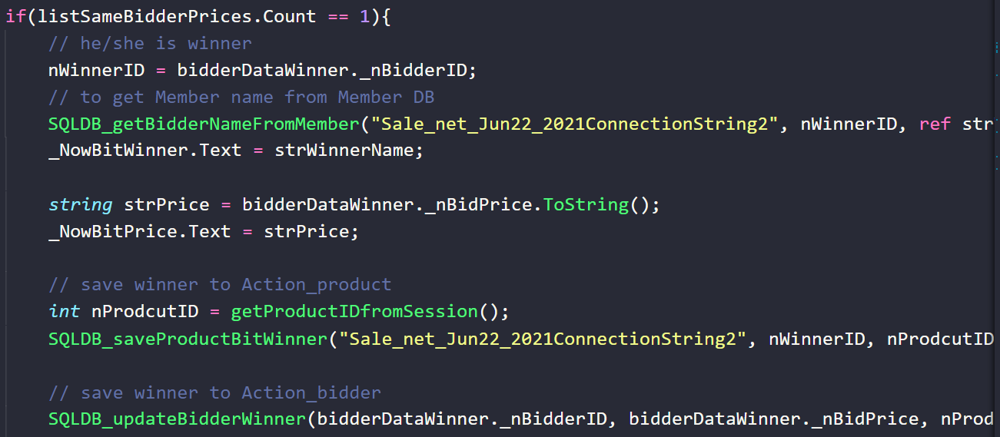 if(listSameBidderPrices.Count == 1){
// he/she is winner
nWinnerID = bidderDataWinner._nBidderID;
// to get Member name from Member DB
SQLDB_getBidderNameFromMember("Sale_net_Jun22_2021ConnectionString2", nWinnerID, ref str
_NowBitWinner.Text = strWinnerName;
string strPrice = bidderDataWinner._nBidPrice.ToString();
_NowBitPrice.Text = strPrice;
// save winner to Action_product
int nProdcutID = getProductIDfromSession();
SQLDB_saveProductBitWinner("Sale_net_Jun22_2021ConnectionString2", nWinnerID, nProdcutID
// save winner to Action_bidder
SQLDB_updateBidderWinner(bidderDataWinner._nBidderID, bidderDataWinner._nBidPrice, nProd